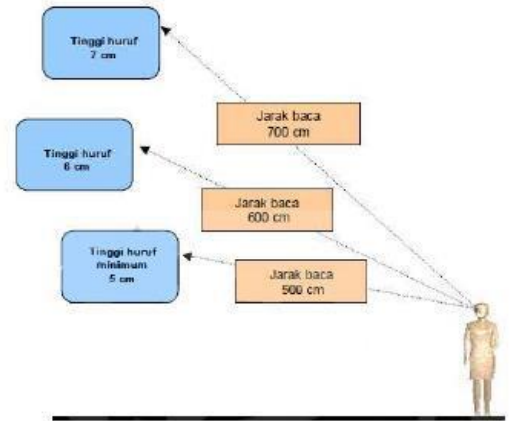 Tinggi huruf
7 cm
Jarak baca
700 cm
Tinggi huruf
6 cm
Jarak baca
600 cm
Tinggi huruf
minimum
5 cm
Jarak baca
500 cm